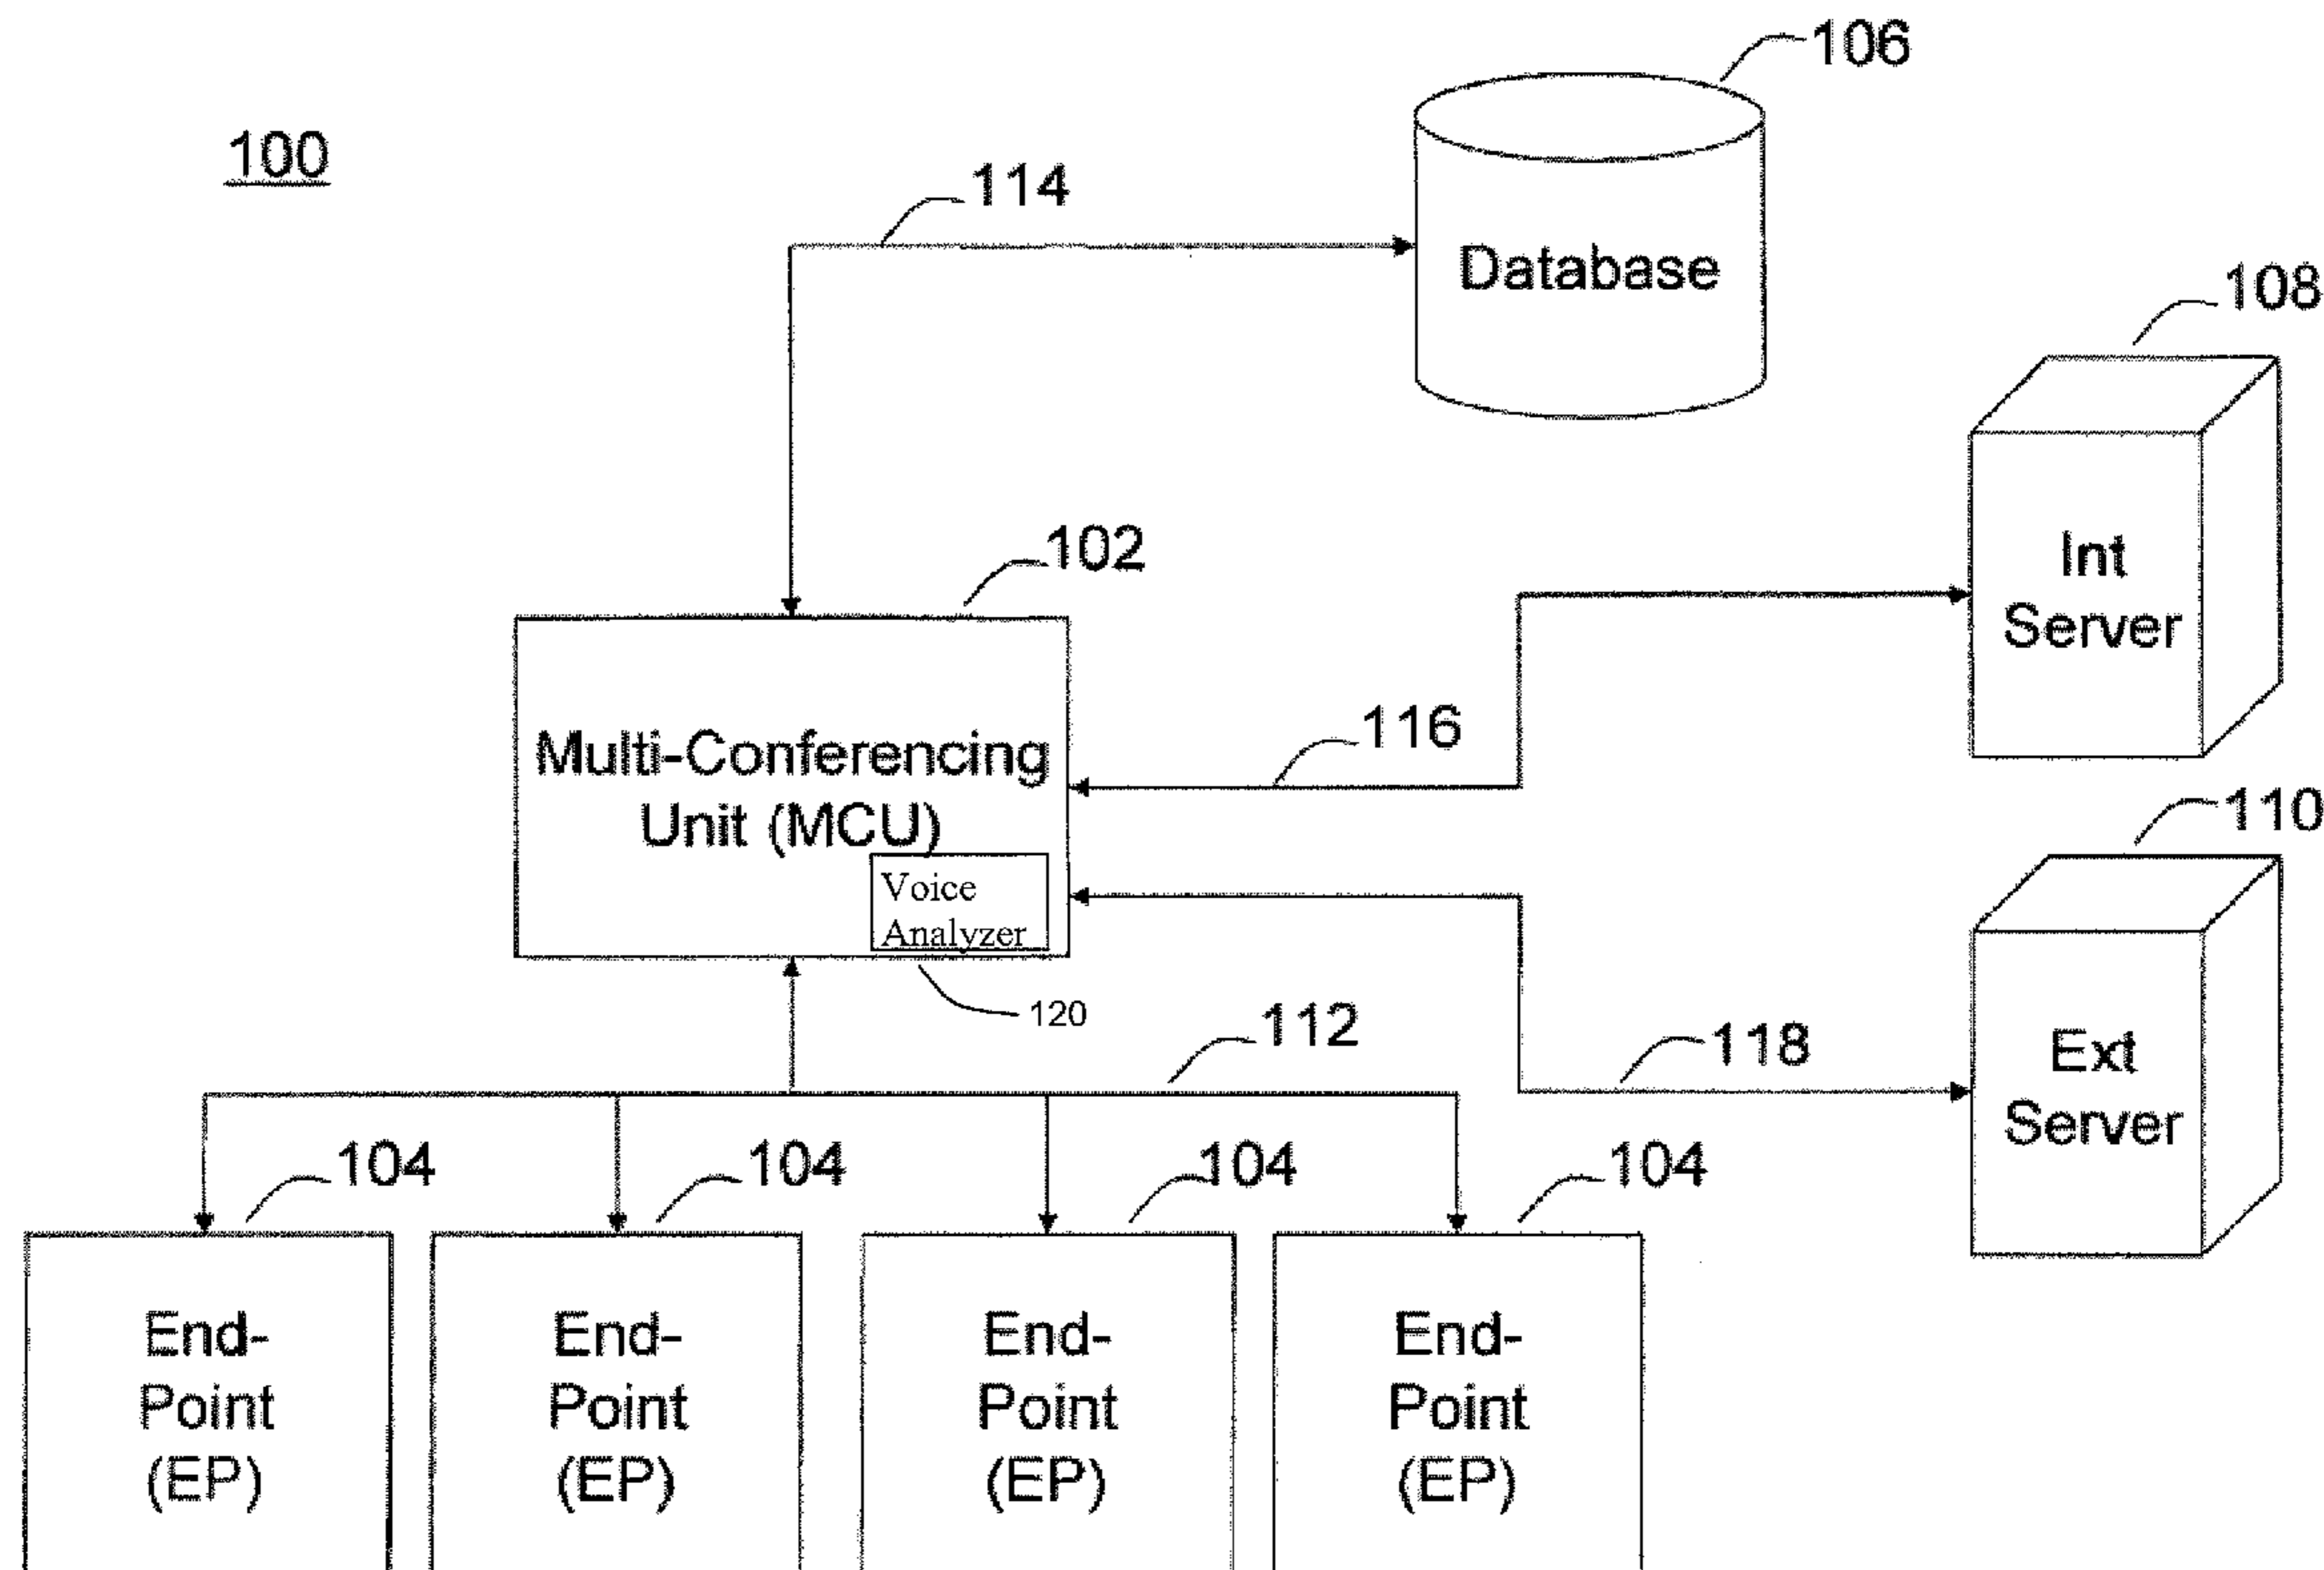 106
100
114
Database
108
102
Int
Server
116
Multi-Conferencing
Unit (MCU)
110
Voice
Analyzer
120
112
118
Ext
Server
104
104
104
104
End-
Point
(EP)
End-
Point
(EP)
End-
Point
(EP)
End-
Point
(EP)